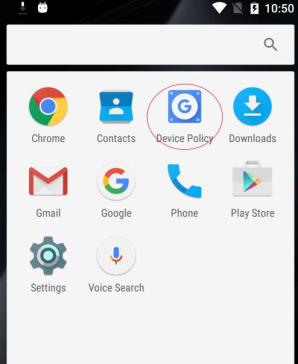 10:50
Chrome Contacts Device Policy Downloads
Gmail Google Phone Play Store
Settings Voice Search